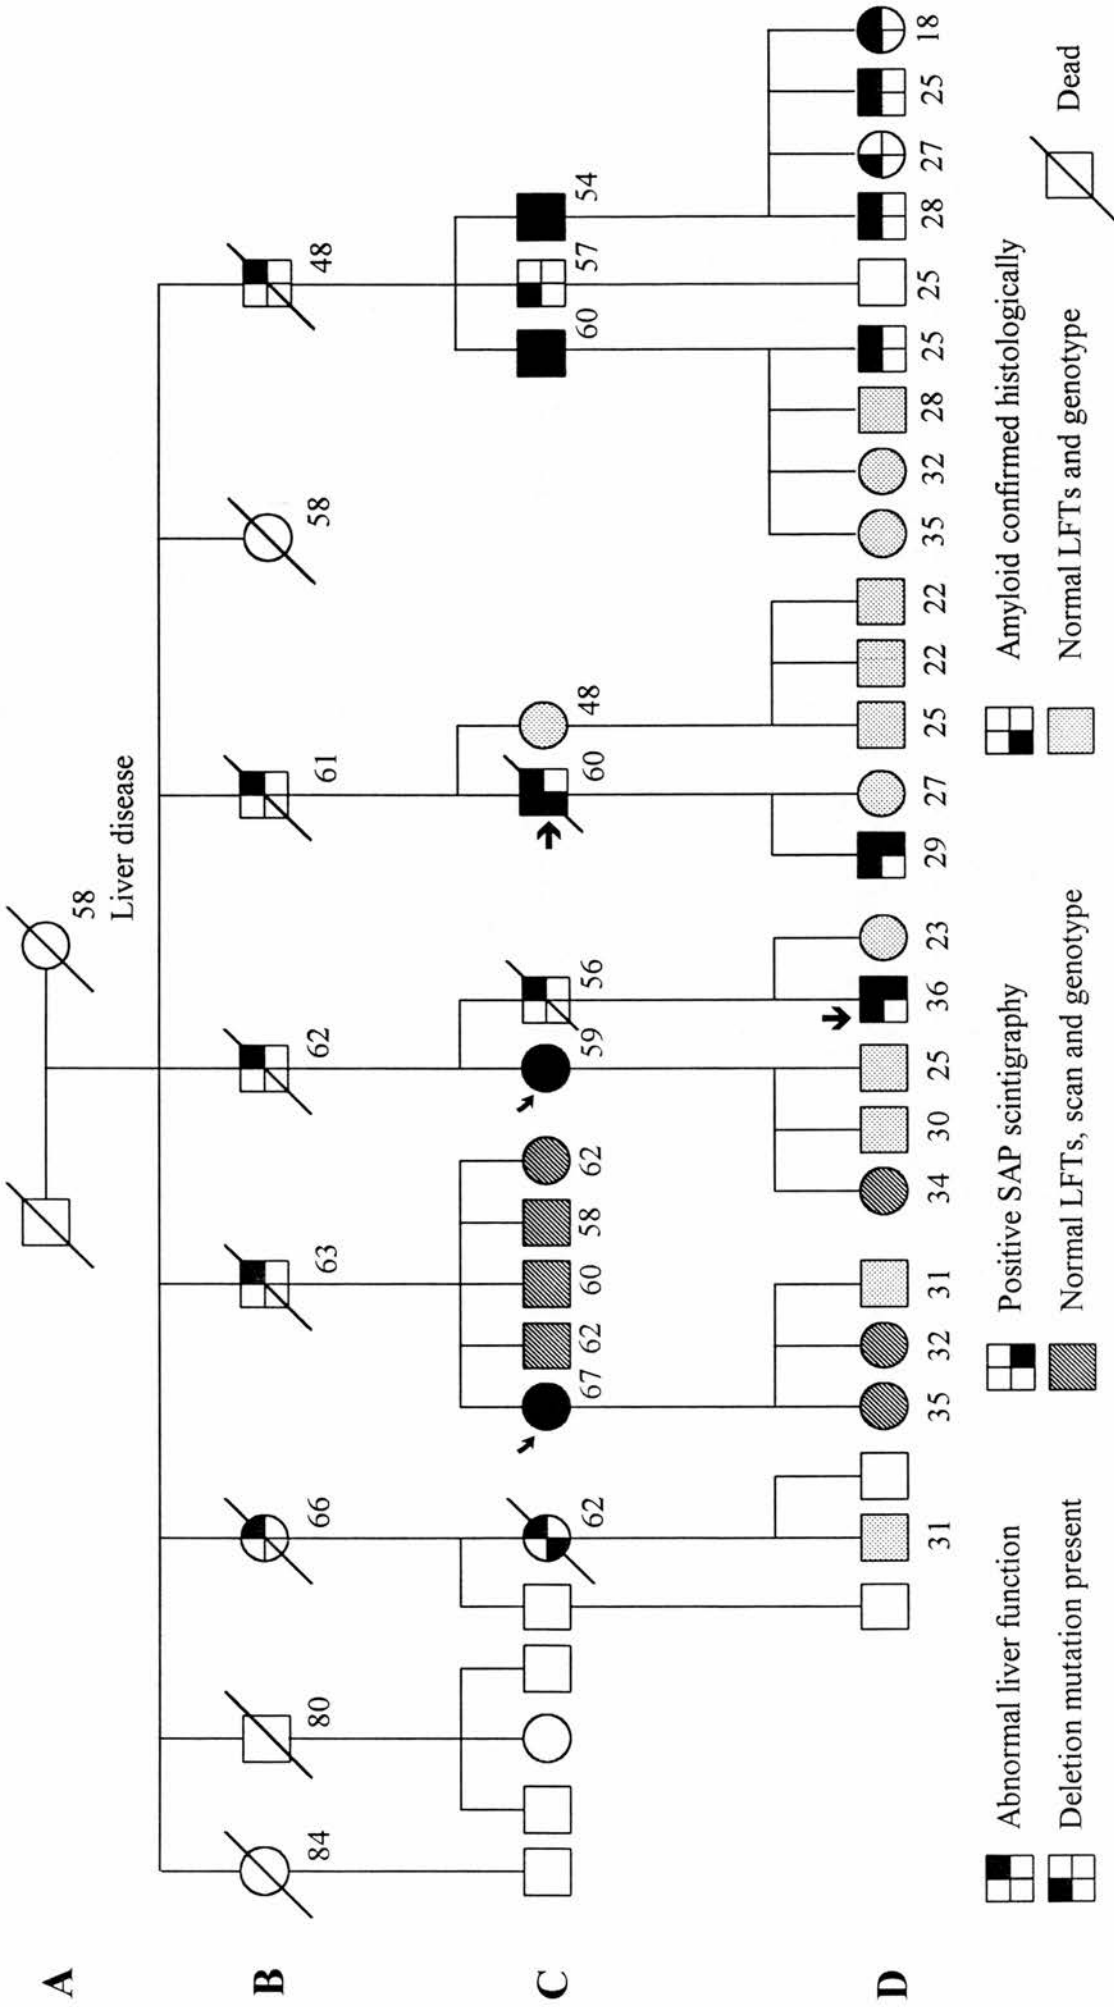 A
58
Liver disease
B
84 80 66 63 62 61 58 48
C
62 67 62 60 58 62 59 56 60 48 60 57 54
D
31 35 32 31 34 30 25 36 23 29 27 25 22 22 35 32 28 25 25 28 27 25 18
Abnormal liver function Positive SAP scintigraphy Amyloid confirmed histologically Dead
Deletion mutation present Normal LFTs, scan and genotype Normal LFTs and genotype